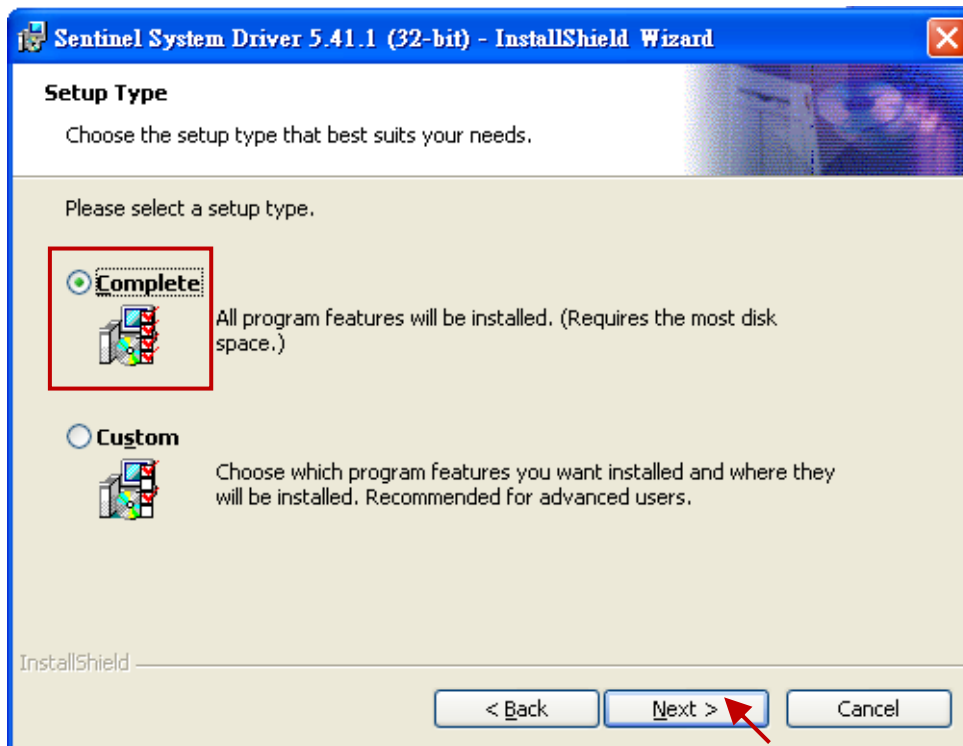 Sentinel System Driver 5.41.1 (32-bit) - InstallShield Wizard
Setup Type
Choose the setup type that best suits your needs.
Please select a setup type.
Complete
All program features will be installed. (Requires the most disk
space.)
Custom
Choose which program features you want installed and where they
will be installed. Recommended for advanced users.
InstallShield
< Back
Next >
Cancel